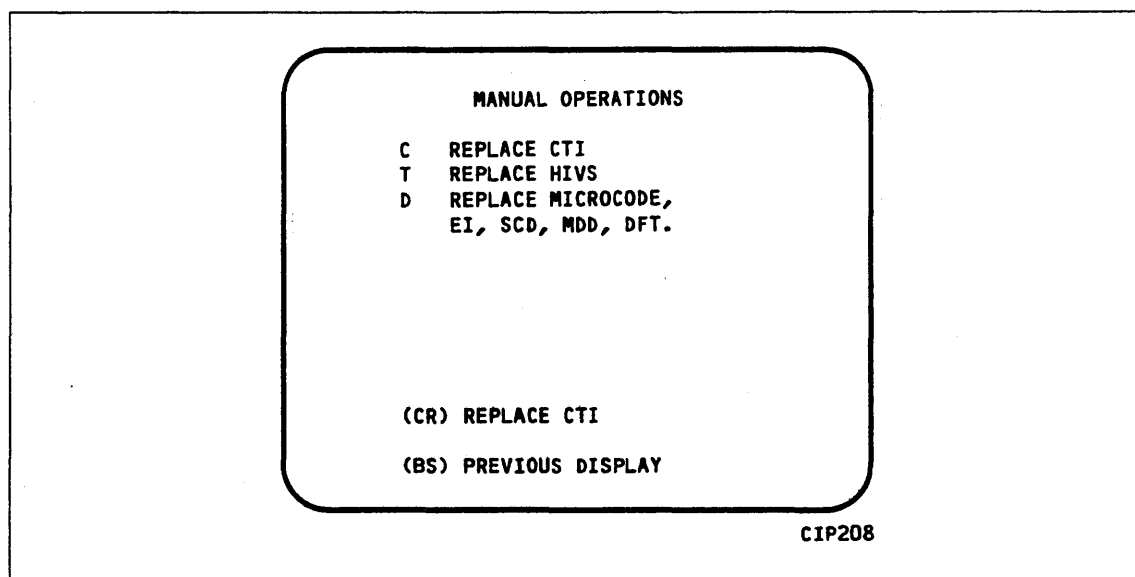 MANUAL OPERATIONS
C REPLACE CTI
T REPLACE HIVS
D REPLACE MICROCODE,
EI, SCD, MDD, DFT.
(CR) REPLACE CTI
(BS) PREVIOUS DISPLAY
CIP208